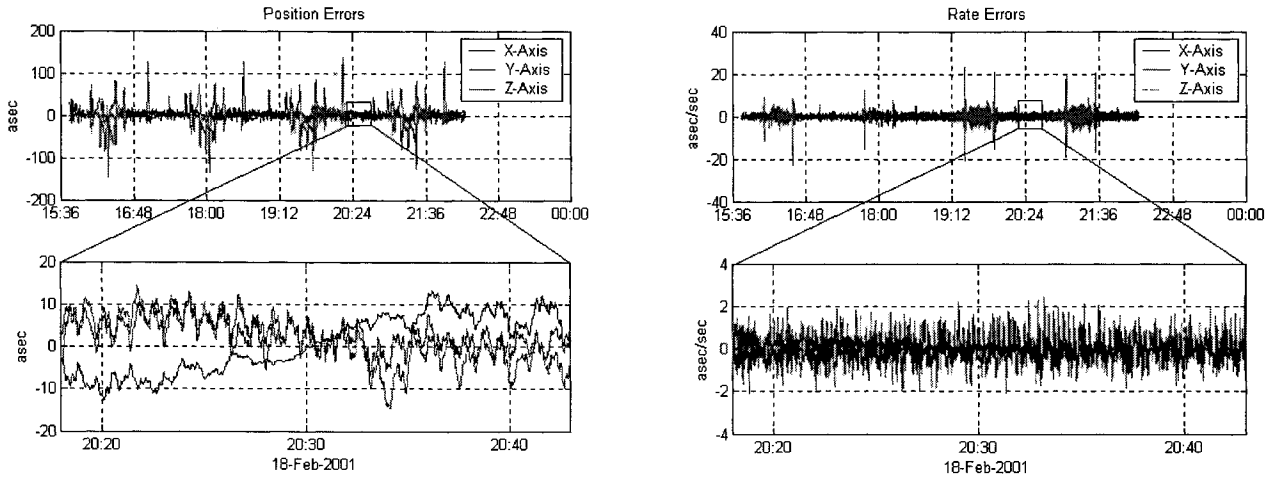 Position Errors
200
100
0
-100
-200
asec
X-Axis
Y-Axis
Z-Axis
15:36 16:48 18:00 19:12 20:24 21:36 22:48 00:00
20
10
0
-10
-20
asec
20:20 20:30 20:40
18-Feb-2001
Rate Errors
40
20
0
-20
-40
asec/sec
X-Axis
Y-Axis
Z-Axis
15:36 16:48 18:00 19:12 20:24 21:36 22:48 00:00
4
2
0
-2
-4
asec/sec
20:20 20:30 20:40
18-Feb-2001